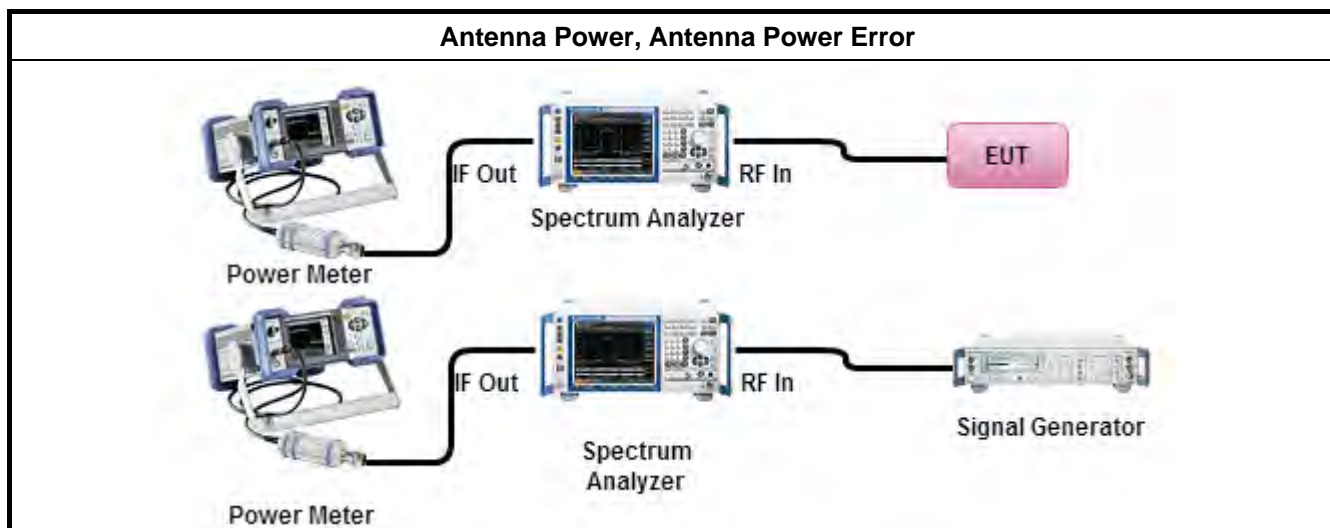 Antenna Power, Antenna Power Error
IF Out
RF In
EUT
Spectrum Analyzer
Power Meter
IF Out
RF In
Signal Generator
Spectrum
Analyzer
Power Meter